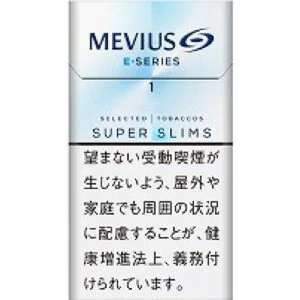 MEVIUS
E·SERIES
1
SELECTED | TOBACCOS
SUPER SLIMS
望まない受動喫煙が
生じないよう、屋外や
家庭でも周囲の状況
に配慮することが、健
康増進法上、義務付
けられています。